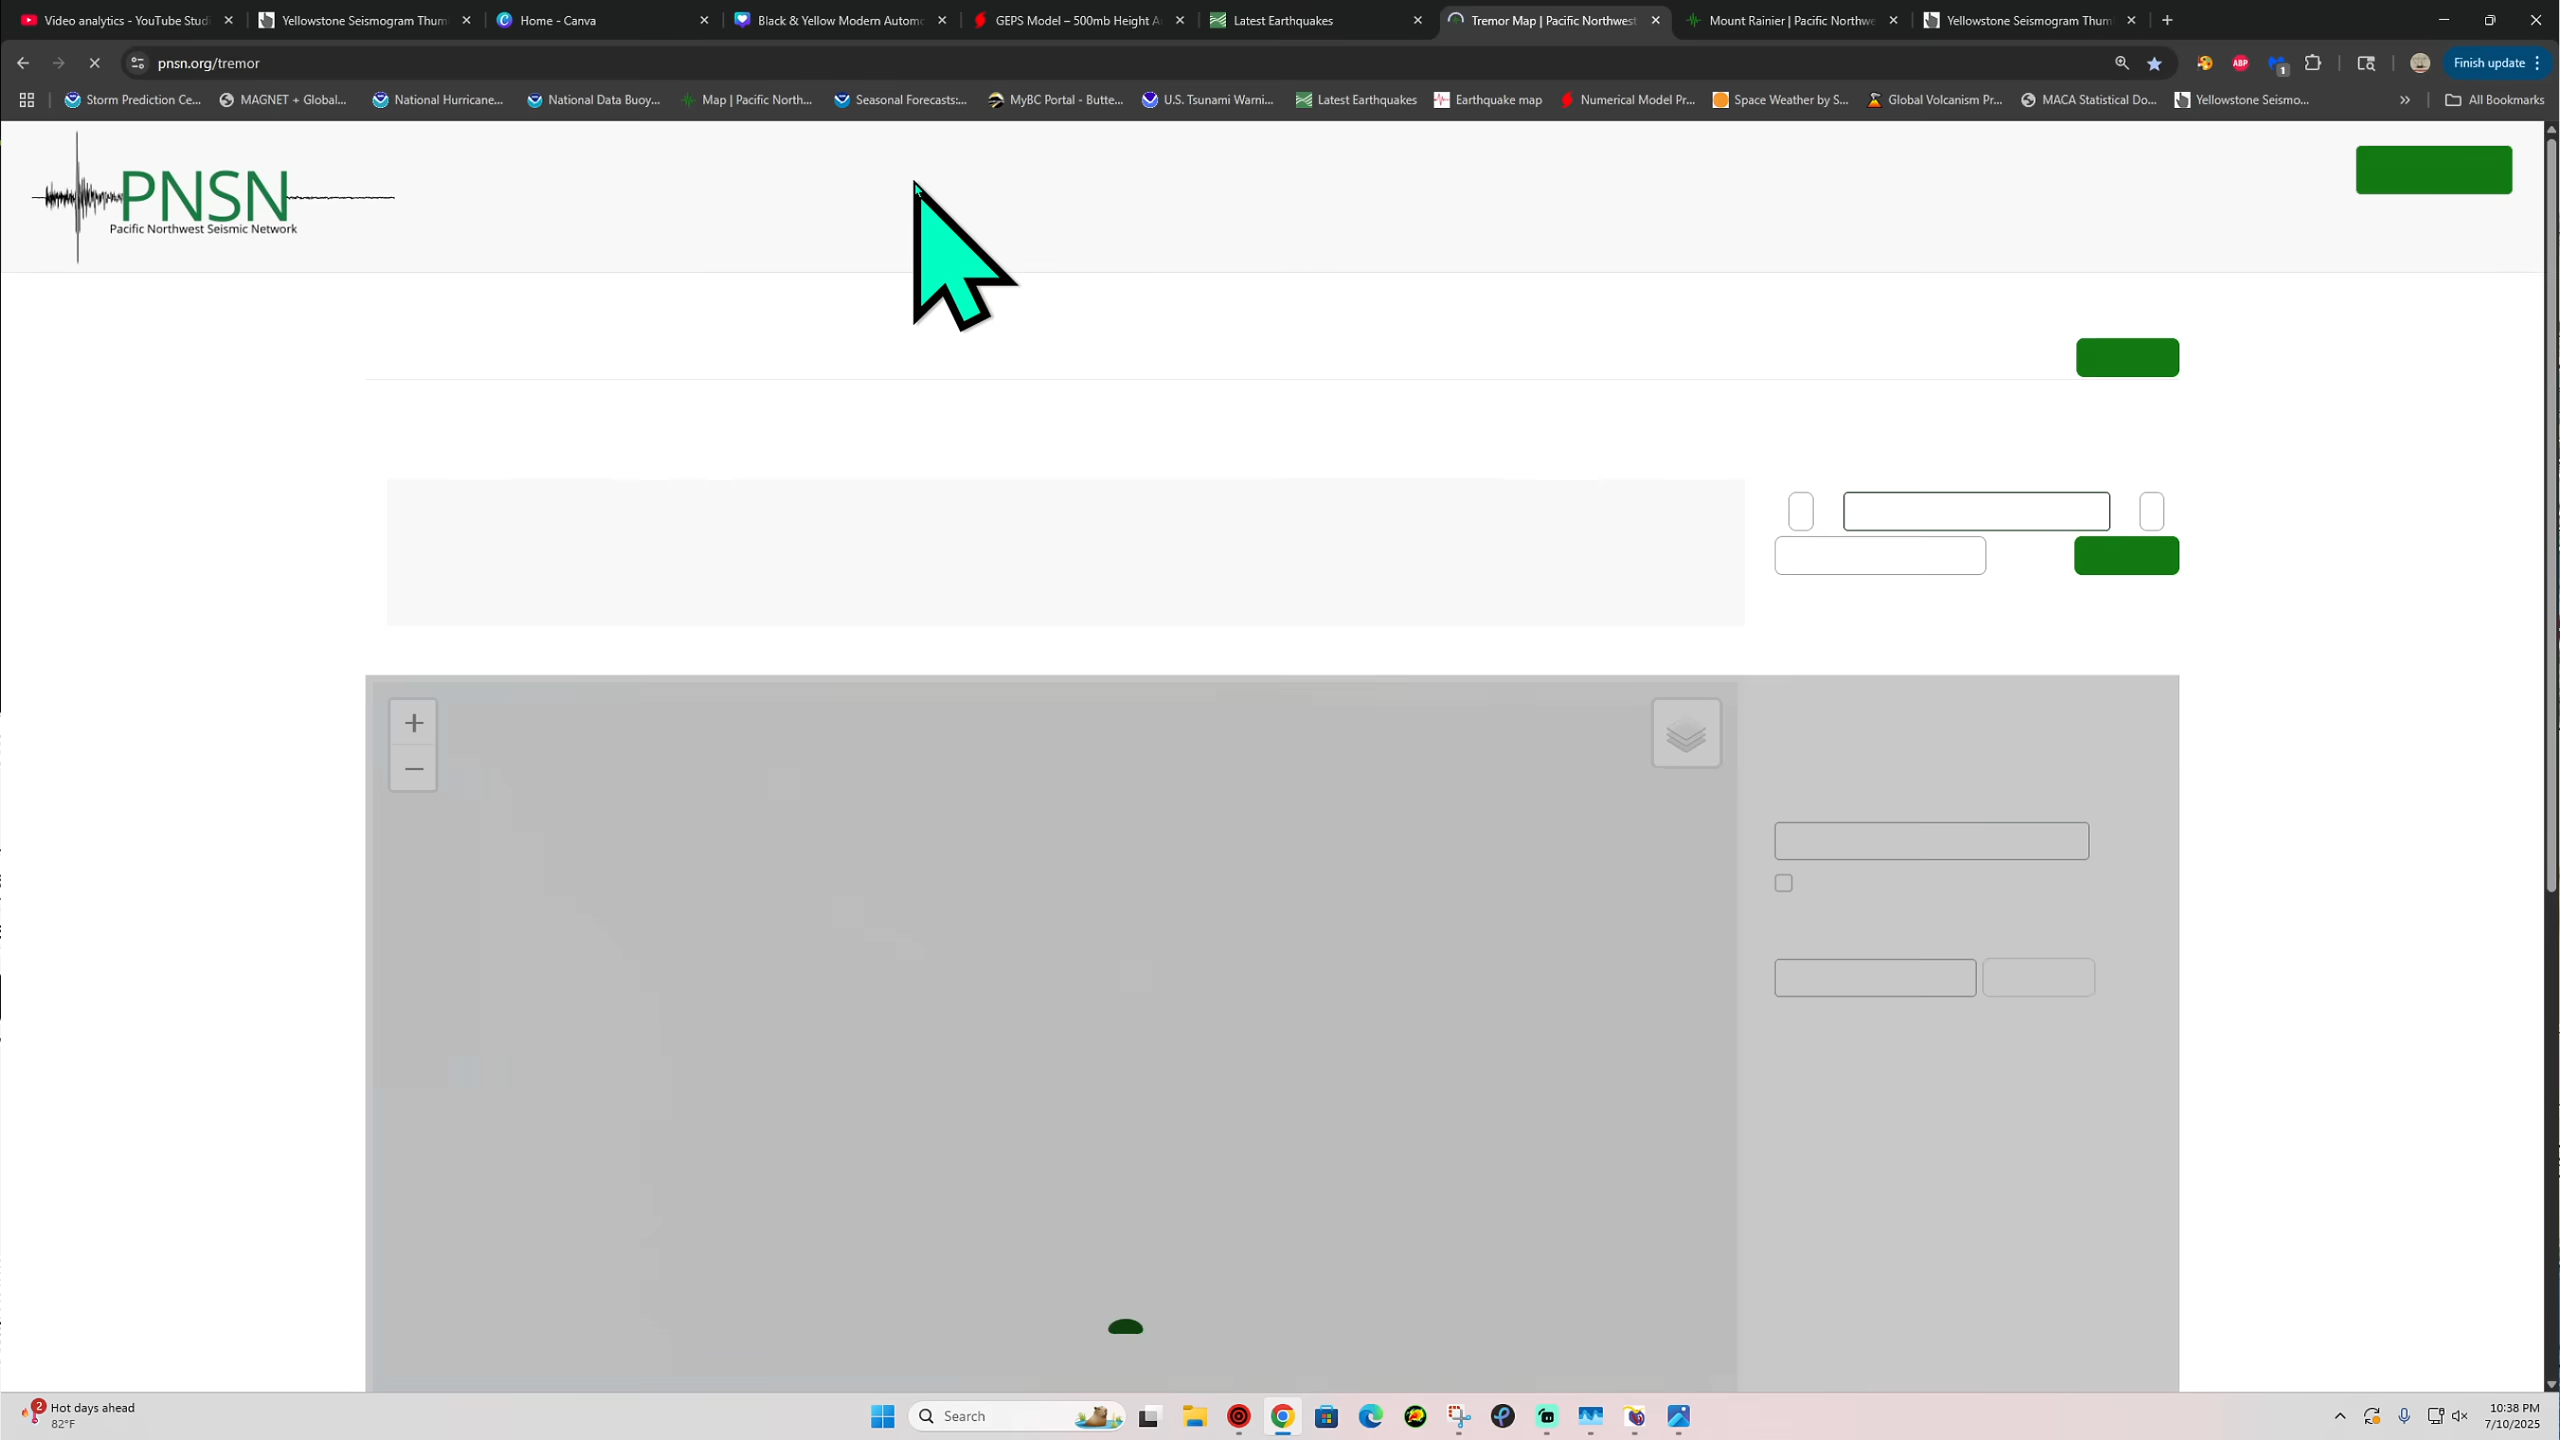 Video analytics - YouTube Studi
Yellowstone Seismogram Thum
Home - Canva
Black & Yellow Modern Automo
GEPS Model – 500mb Height A
Latest Earthquakes
Tremor Map | Pacific Northwest
Mount Rainier | Pacific Northwe
Yellowstone Seismogram Thum
pnsn.org/tremor
ABP
1
Finish update
Storm Prediction Ce...
MAGNET + Global...
National Hurricane...
National Data Buoy...
Map | Pacific North...
Seasonal Forecasts:...
MyBC Portal - Butte...
U.S. Tsunami Warni...
Latest Earthquakes
Earthquake map
Numerical Model Pr...
Space Weather by S...
Global Volcanism Pr...
MACA Statistical Do...
Yellowstone Seismo...
All Bookmarks
PNSN
Pacific Northwest Seismic Network
+
−
2
Hot days ahead
82°F
Search
10:38 PM
7/10/2025